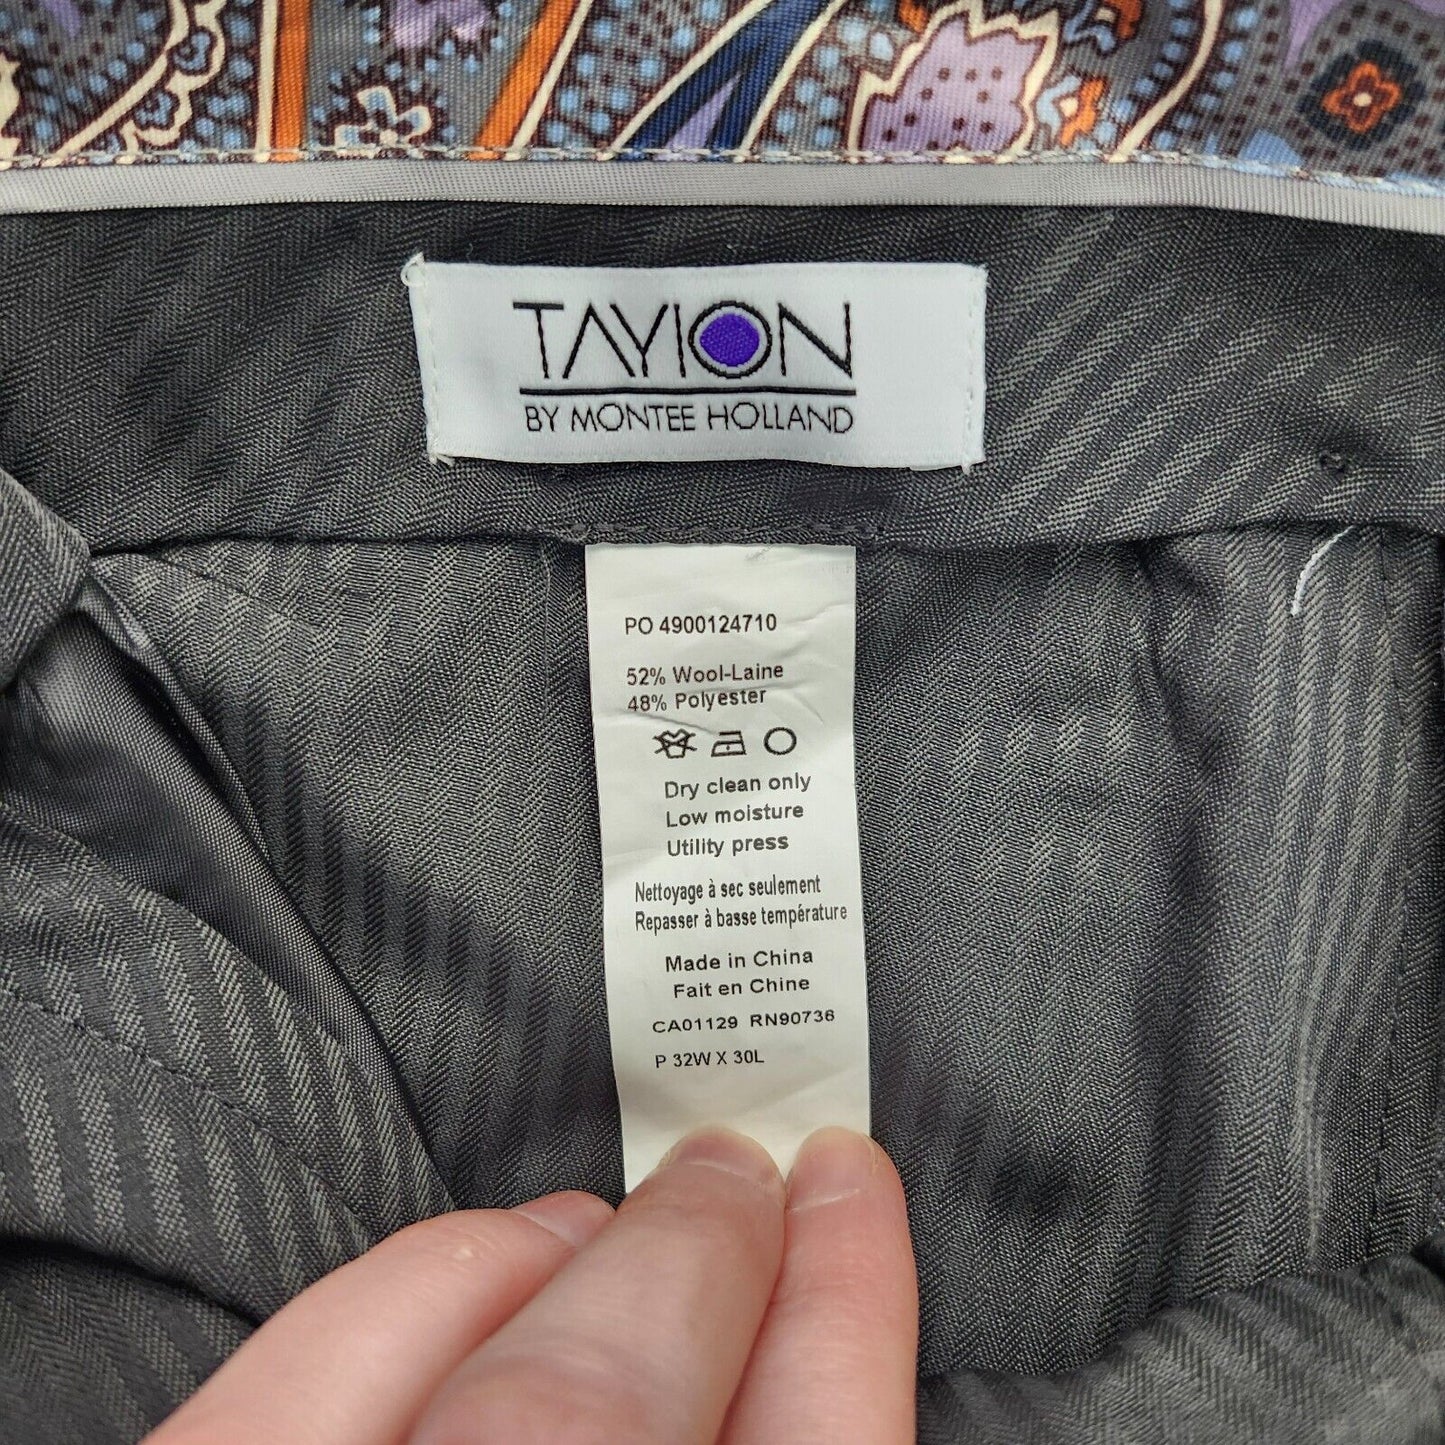 TAYION
BY MONTEE HOLLAND
PO 4900124710
52% Wool-Laine
48% Polyester
Dry clean only
Low moisture
Utility press
Nettoyage à sec seulement
Repasser à basse température
Made in China
Fait en Chine
CA01129 RN90736
P 32W X 30L